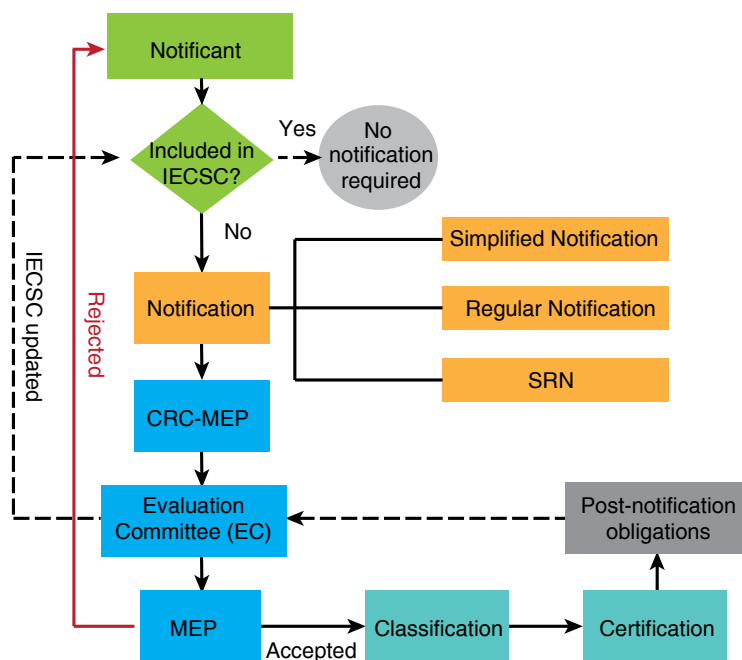 Notificant
Included in
IECSC?
Yes
No
notification
required
No
IECSC updated
Rejected
Notification
Simplified Notification
Regular Notification
SRN
CRC-MEP
Evaluation
Committee (EC)
Post-notification
obligations
MEP
Accepted
Classification
Certification